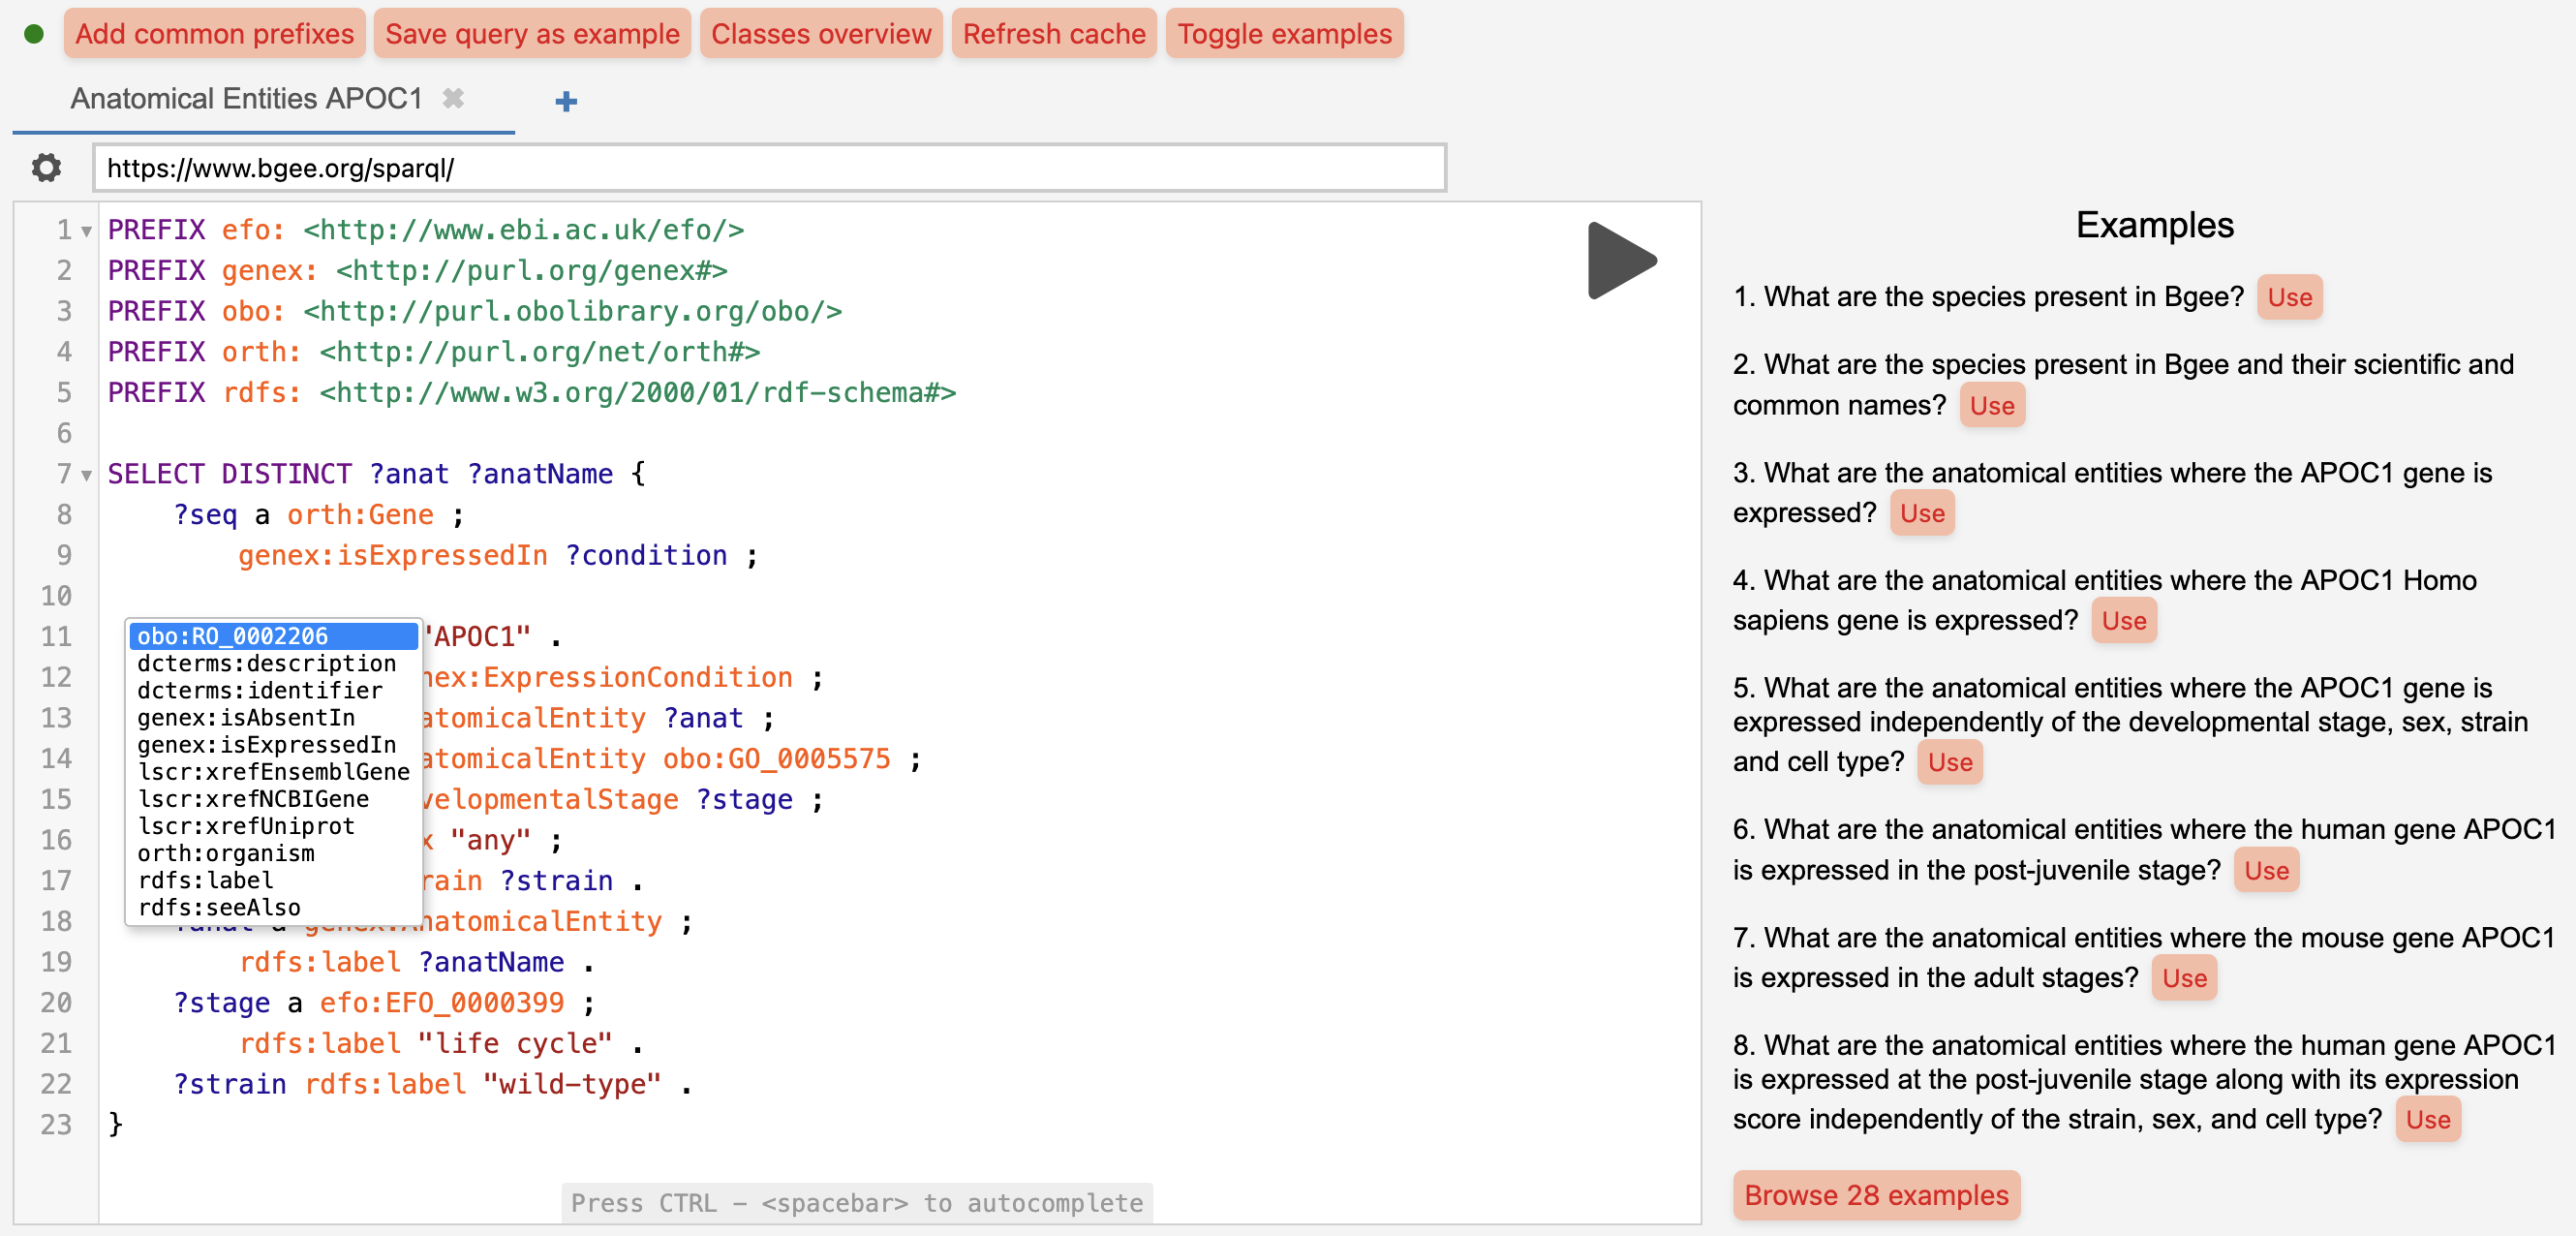 Add common prefixes Save query as example Classes overview Refresh cache Toggle examples
Anatomical Entities APOC1 ✖ +
https://www.bgee.org/sparql/
1 PREFIX efo: <http://www.ebi.ac.uk/efo/>
2 PREFIX genex: <http://purl.org/genex#>
3 PREFIX obo: <http://purl.obolibrary.org/obo/>
4 PREFIX orth: <http://purl.org/net/orth#>
5 PREFIX rdfs: <http://www.w3.org/2000/01/rdf-schema#>
6
7 SELECT DISTINCT ?anat ?anatName {
8 ?seq a orth:Gene ;
9 genex:isExpressedIn ?condition ;
10
11 "APOC1" .
12 nex:ExpressionCondition ;
13 atomicalEntity ?anat ;
14 atomicalEntity obo:GO_0005575 ;
15 velopmentalStage ?stage ;
16 x "any" ;
17 rain ?strain .
18 ?anat a genex:AnatomicalEntity ;
19 rdfs:label ?anatName .
20 ?stage a efo:EFO_0000399 ;
21 rdfs:label "life cycle" .
22 ?strain rdfs:label "wild-type" .
23 }
obo:RO_0002206
dcterms:description
dcterms:identifier
genex:isAbsentIn
genex:isExpressedIn
lscr:xrefEnsemblGene
lscr:xrefNCBIGene
lscr:xrefUniprot
orth:organism
rdfs:label
rdfs:seeAlso
Press CTRL - <spacebar> to autocomplete
Examples
1. What are the species present in Bgee? Use
2. What are the species present in Bgee and their scientific and
common names? Use
3. What are the anatomical entities where the APOC1 gene is
expressed? Use
4. What are the anatomical entities where the APOC1 Homo
sapiens gene is expressed? Use
5. What are the anatomical entities where the APOC1 gene is
expressed independently of the developmental stage, sex, strain
and cell type? Use
6. What are the anatomical entities where the human gene APOC1
is expressed in the post-juvenile stage? Use
7. What are the anatomical entities where the mouse gene APOC1
is expressed in the adult stages? Use
8. What are the anatomical entities where the human gene APOC1
is expressed at the post-juvenile stage along with its expression
score independently of the strain, sex, and cell type? Use
Browse 28 examples